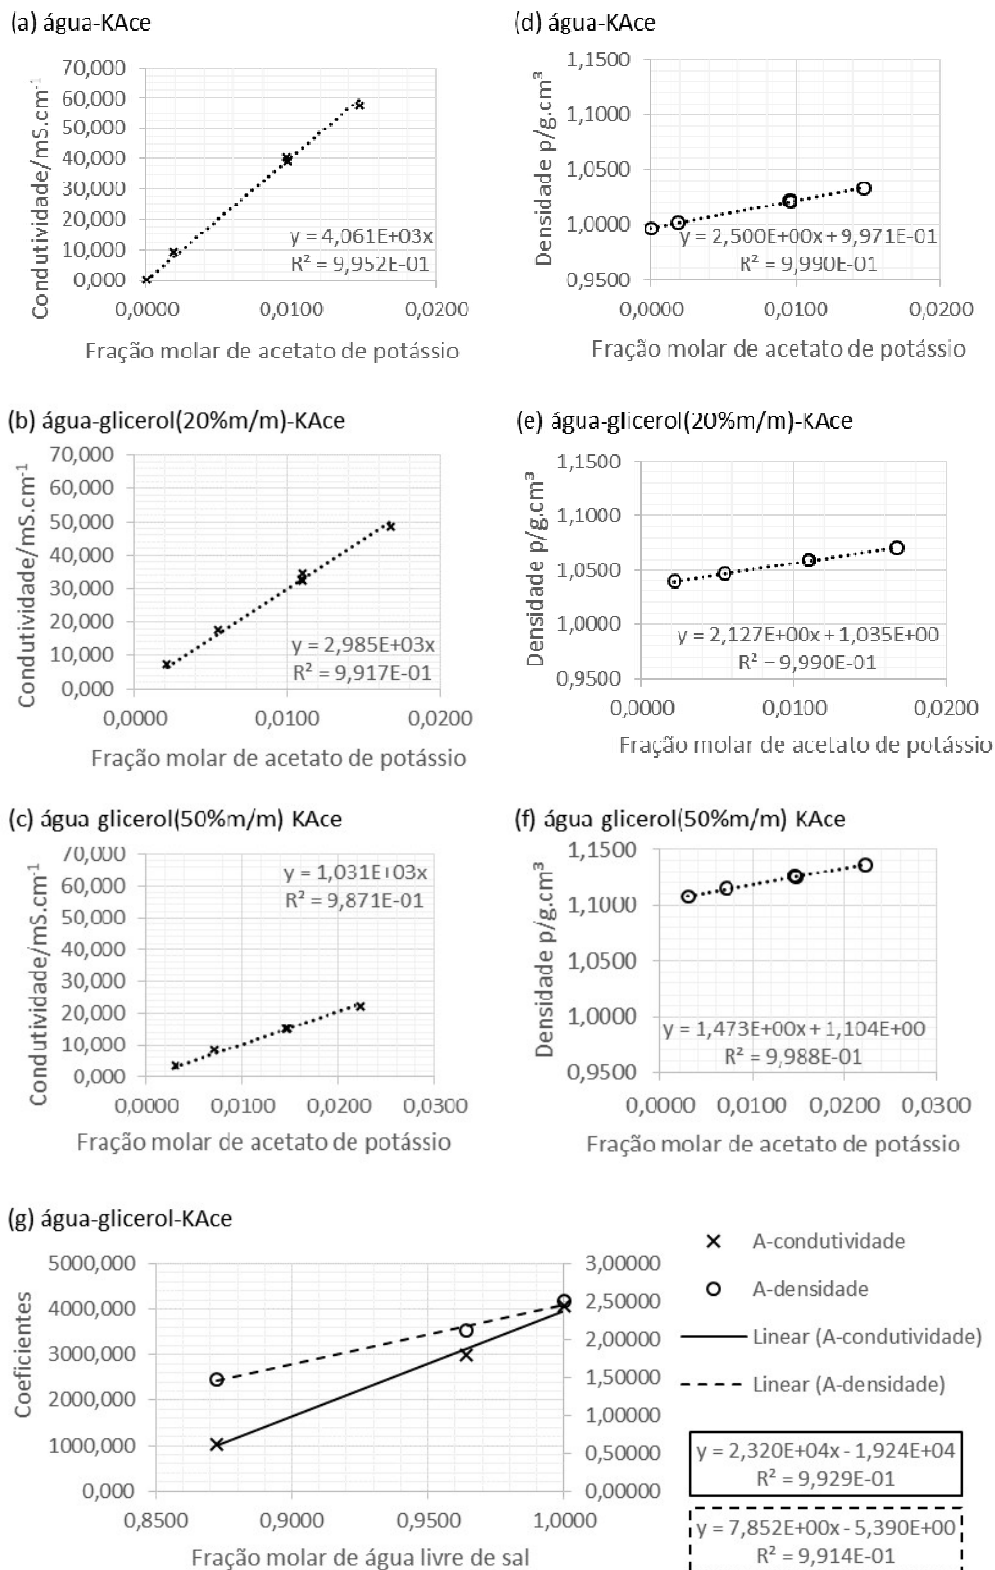 (a) água-KAce
Condutividade/mS.cm⁻¹
70,000
60,000
50,000
40,000
30,000
20,000
10,000
0,000
y = 4,061E+03x
R² = 9,952E-01
0,0000 0,0100 0,0200
Fração molar de acetato de potássio
(d) água-KAce
Densidade p/g.cm³
1,1500
1,1000
1,0500
1,0000
0,9500
y = 2,500E+00x + 9,971E-01
R² = 9,990E-01
0,0000 0,0100 0,0200
Fração molar de acetato de potássio
(b) água-glicerol(20%m/m)-KAce
Condutividade/mS.cm⁻¹
70,000
60,000
50,000
40,000
30,000
20,000
10,000
0,000
y = 2,985E+03x
R² = 9,917E-01
0,0000 0,0100 0,0200
Fração molar de acetato de potássio
(e) água-glicerol(20%m/m)-KAce
Densidade p/g.cm³
1,1500
1,1000
1,0500
1,0000
0,9500
y = 2,127E+00x + 1,035E+00
R² = 9,990E-01
0,0000 0,0100 0,0200
Fração molar de acetato de potássio
(c) água glicerol(50%m/m) KAce
Condutividade/mS.cm⁻¹
70,000
60,000
50,000
40,000
30,000
20,000
10,000
0,000
y = 1,031E+03x
R² = 9,871E-01
0,0000 0,0100 0,0200 0,0300
Fração molar de acetato de potássio
(f) água glicerol(50%m/m) KAce
Densidade p/g.cm³
1,1500
1,1000
1,0500
1,0000
0,9500
y = 1,473E+00x + 1,104E+00
R² = 9,988E-01
0,0000 0,0100 0,0200 0,0300
Fração molar de acetato de potássio
(g) água-glicerol-KAce
Coeficientes
5000,000
4000,000
3000,000
2000,000
1000,000
0,000
3,00000
2,50000
2,00000
1,50000
1,00000
0,50000
0,00000
0,8500 0,9000 0,9500 1,0000
Fração molar de água livre de sal
A-condutividade
A-densidade
Linear (A-condutividade)
Linear (A-densidade)
y = 2,320E+04x - 1,924E+04
R² = 9,929E-01
y = 7,852E+00x - 5,390E+00
R² = 9,914E-01